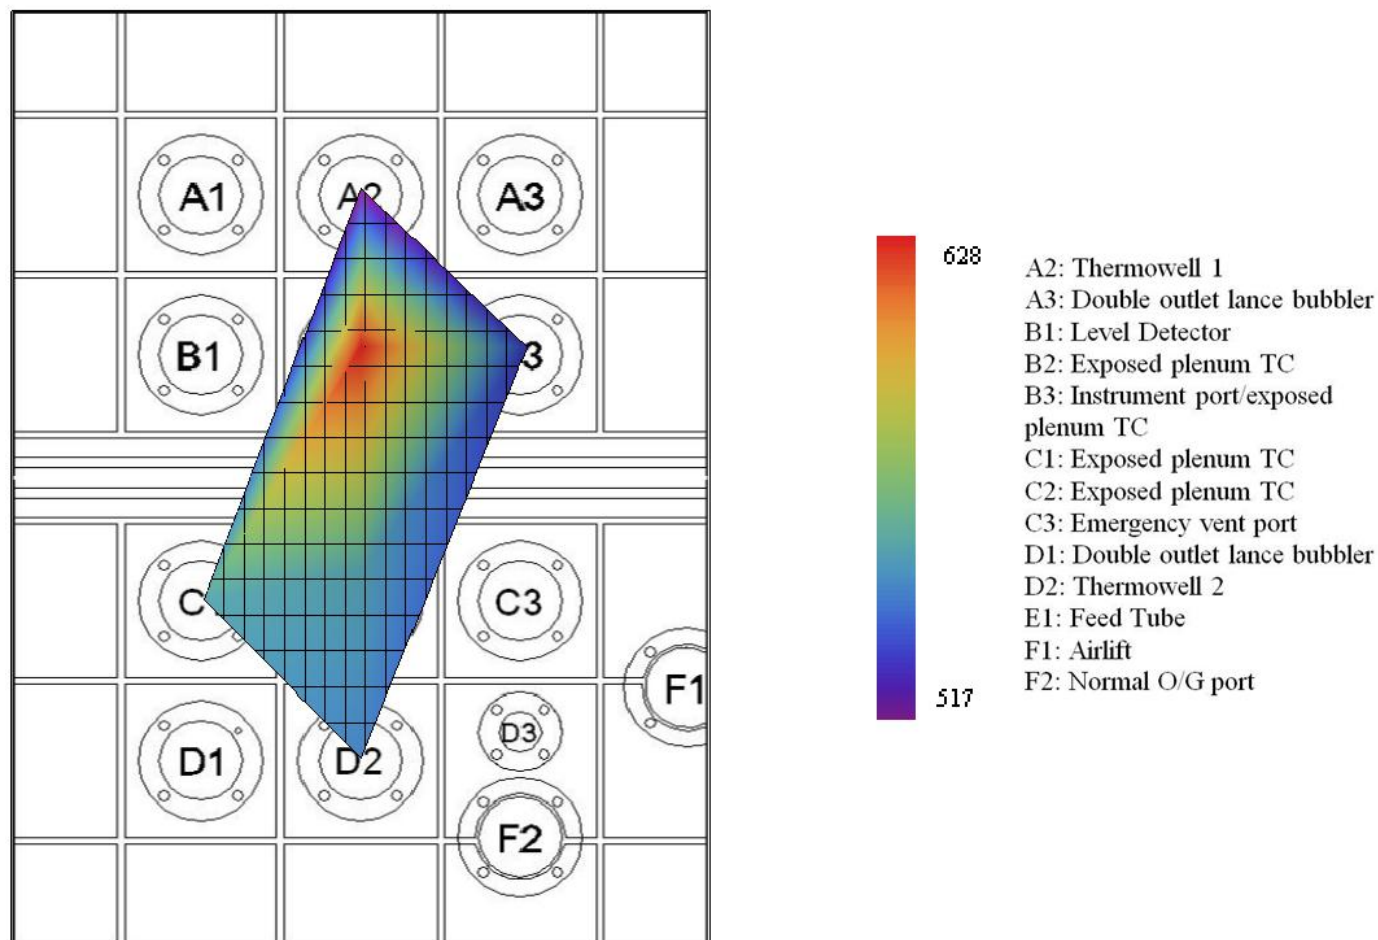 A1
A2
A3
B1
3
C
C3
F1
D1
D2
D3
F2
628
517
A2: Thermowell 1
A3: Double outlet lance bubbler
B1: Level Detector
B2: Exposed plenum TC
B3: Instrument port/exposed
plenum TC
C1: Exposed plenum TC
C2: Exposed plenum TC
C3: Emergency vent port
D1: Double outlet lance bubbler
D2: Thermowell 2
E1: Feed Tube
F1: Airlift
F2: Normal O/G port